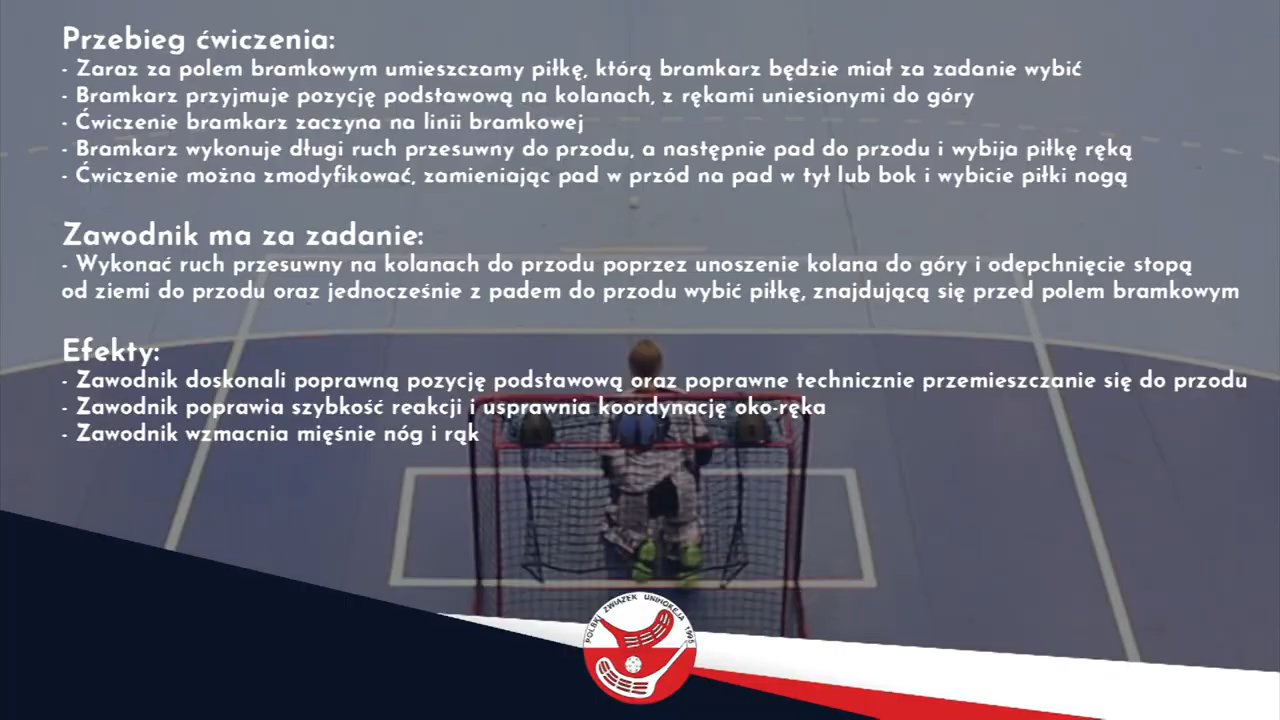 Przebieg ćwiczenia:
- Zaraz za polem bramkowym umieszczamy piłkę, którą bramkarz będzie miał za zadanie wybić
- Bramkarz przyjmuje pozycję podstawową na kolanach, z rękami uniesionymi do góry
- Ćwiczenie bramkarz zaczyna na linii bramkowej
- Bramkarz wykonuje długi ruch przesuwny do przodu, a następnie pad do przodu i wybija piłkę ręką
- Ćwiczenie można zmodyfikować, zamieniając pad w przód na pad w tył lub bok i wybicie piłki nogą
Zawodnik ma za zadanie:
- Wykonać ruch przesuwny na kolanach do przodu poprzez unoszenie kolana do góry i odepchnięcie stopą
od ziemi do przodu oraz jednocześnie z padem do przodu wybić piłkę, znajdującą się przed polem bramkowym
Efekty:
- Zawodnik doskonali poprawną pozycję podstawową oraz poprawne technicznie przemieszczanie się do przodu
- Zawodnik poprawia szybkość reakcji i usprawnia koordynację oko-ręka
- Zawodnik wzmacnia mięśnie nóg i rąk
POLSKI ZWIĄZEK UNIHOKEJA 1995